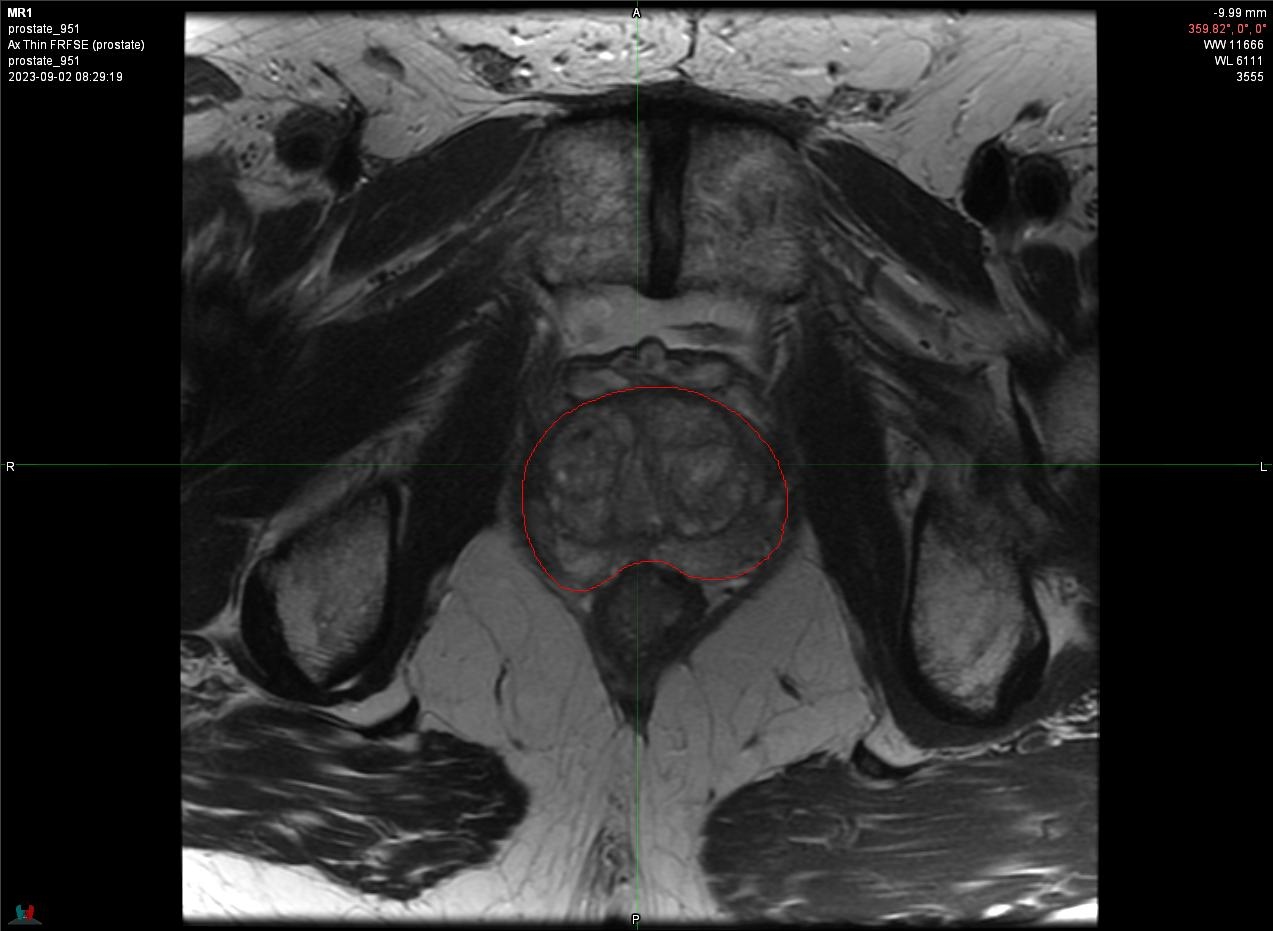 MR1
prostate_951
Ax Thin FRFSE (prostate)
prostate_951
2023-09-02 08:29:19
A
-9.99 mm
359.82°, 0°, 0°
WW 11666
WL 6111
3555
R
L
P